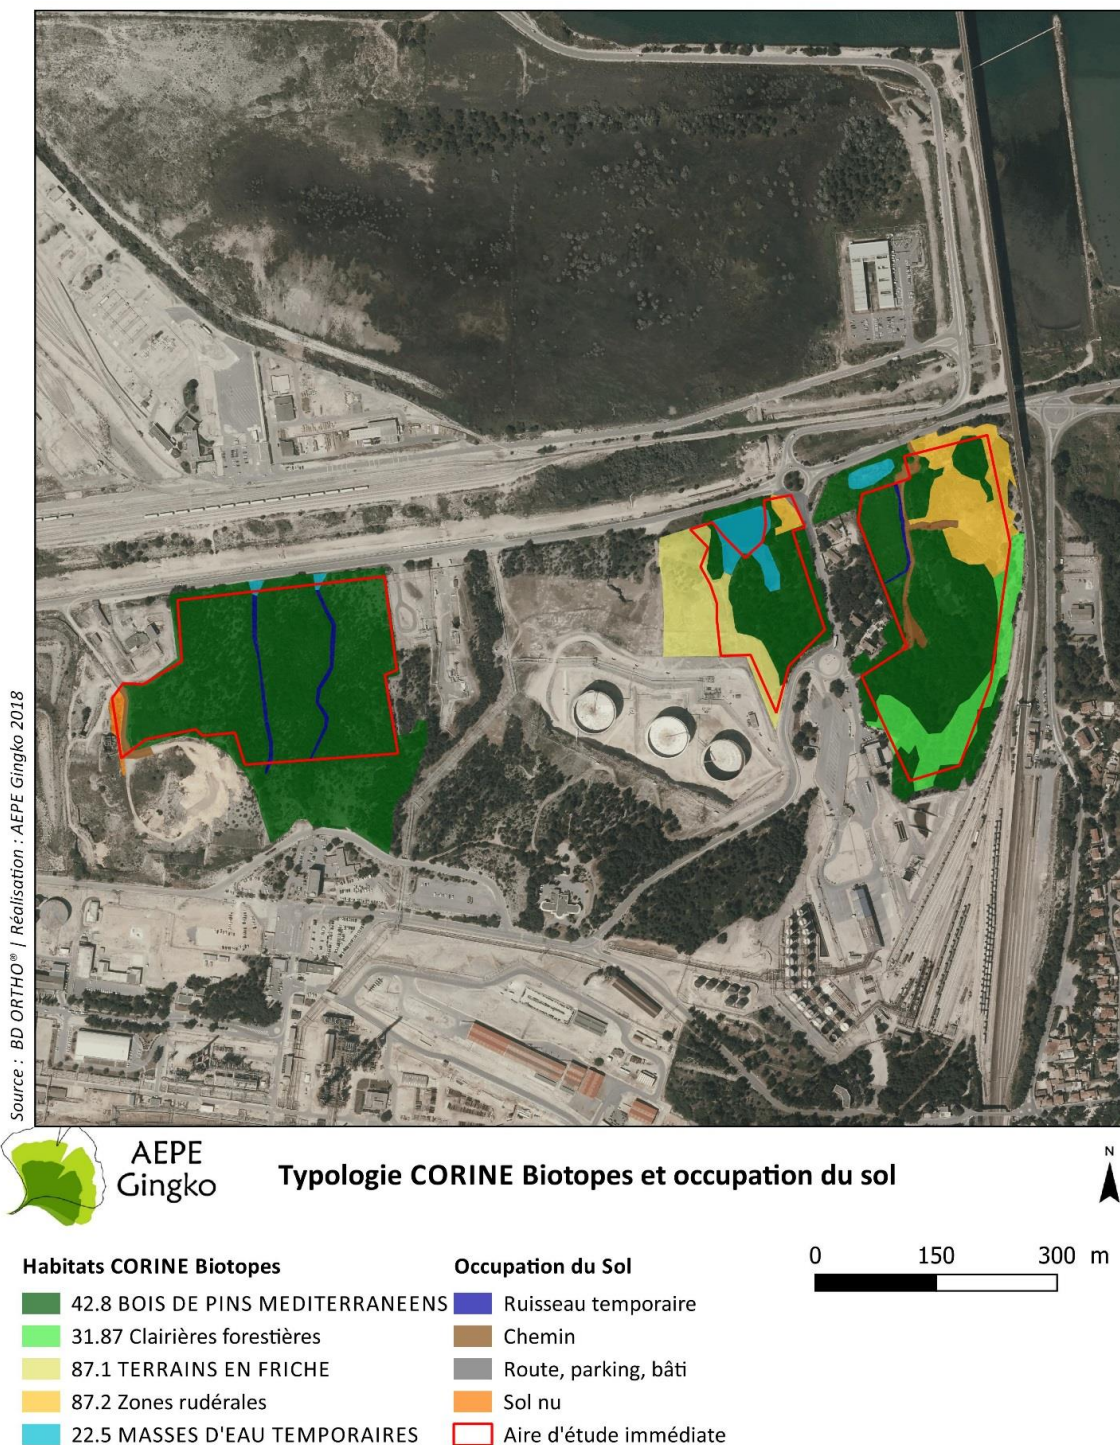 Source : BD ORTHO® | Réalisation : AEPE Gingko 2018
AEPE
Gingko
Typologie CORINE Biotopes et occupation du sol
N
Habitats CORINE Biotopes
42.8 BOIS DE PINS MEDITERRANEENS
31.87 Clairières forestières
87.1 TERRAINS EN FRICHE
87.2 Zones rudérales
22.5 MASSES D'EAU TEMPORAIRES
Occupation du Sol
Ruisseau temporaire
Chemin
Route, parking, bâti
Sol nu
Aire d'étude immédiate
0 150 300 m